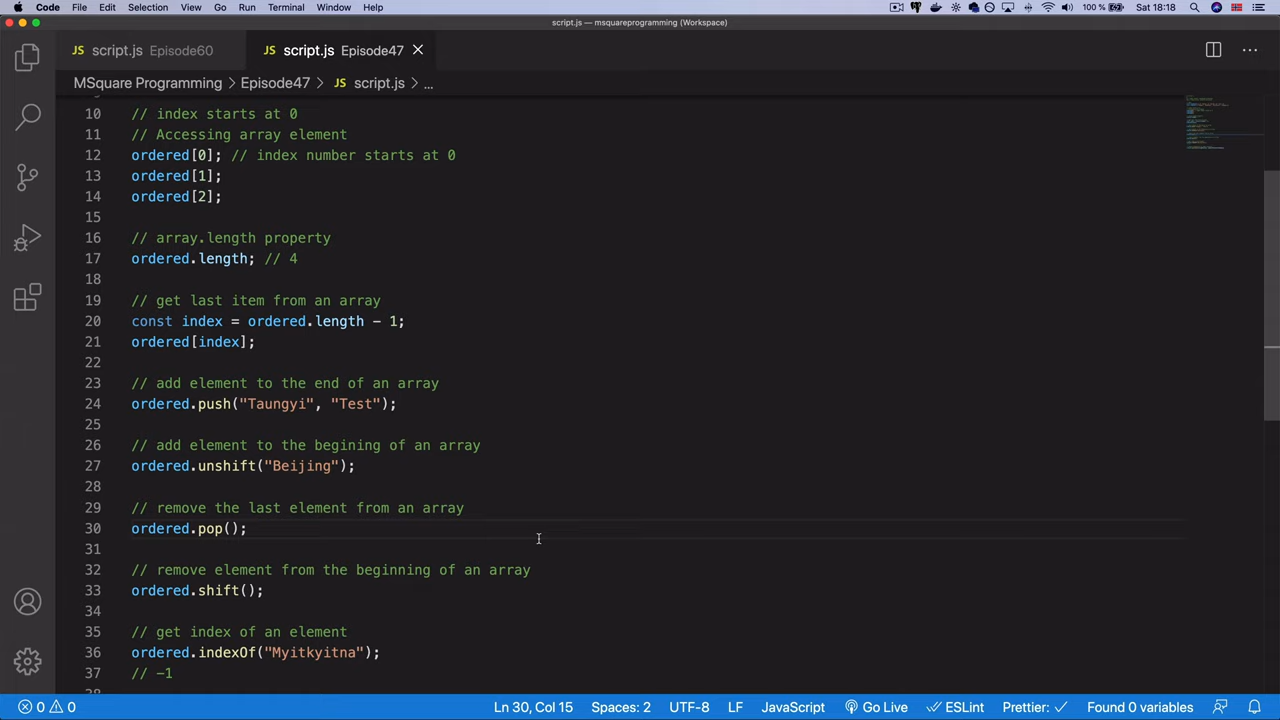 Code File Edit Selection View Go Run Terminal Window Help 100 % Sat 18:18
script.js — msquareprogramming (Workspace)
JS script.js Episode60 JS script.js Episode47
MSquare Programming > Episode47 > JS script.js > ...
10 // index starts at 0
11 // Accessing array element
12 ordered[0]; // index number starts at 0
13 ordered[1];
14 ordered[2];
15
16 // array.length property
17 ordered.length; // 4
18
19 // get last item from an array
20 const index = ordered.length - 1;
21 ordered[index];
22
23 // add element to the end of an array
24 ordered.push("Taungyi", "Test");
25
26 // add element to the begining of an array
27 ordered.unshift("Beijing");
28
29 // remove the last element from an array
30 ordered.pop();
31
32 // remove element from the beginning of an array
33 ordered.shift();
34
35 // get index of an element
36 ordered.indexOf("Myitkyitna");
37 // -1
0 0 Ln 30, Col 15 Spaces: 2 UTF-8 LF JavaScript Go Live ESLint Prettier: Found 0 variables